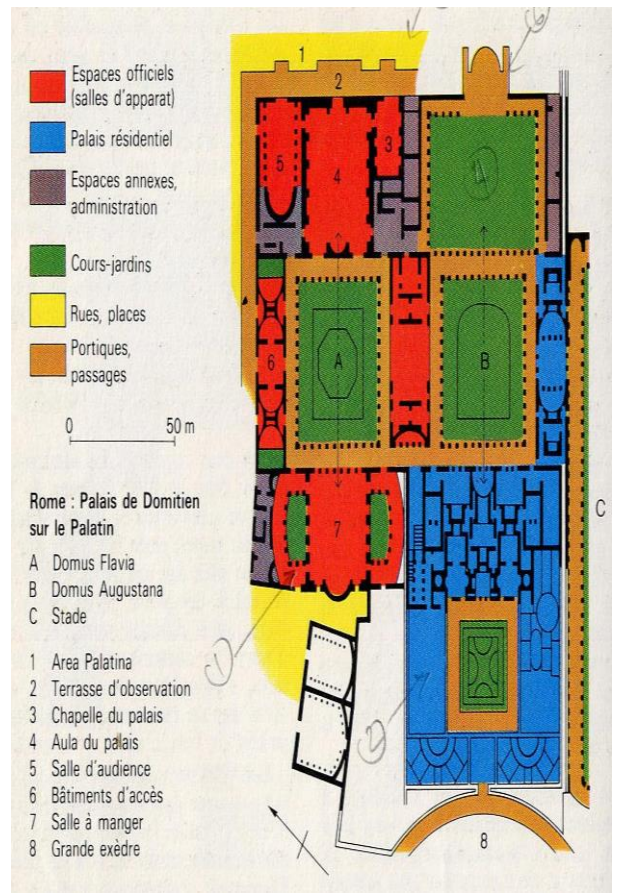 Espaces officiels
(salles d'apparat)
Palais résidentiel
Espaces annexes,
administration
Cours-jardins
Rues, places
Portiques,
passages
0 50 m
Rome : Palais de Domitien
sur le Palatin
A Domus Flavia
B Domus Augustana
C Stade
1 Area Palatina
2 Terrasse d'observation
3 Chapelle du palais
4 Aula du palais
5 Salle d'audience
6 Bâtiments d'accès
7 Salle à manger
8 Grande exèdre
1
2
5
4
3
6
A
B
C
7
8
1
2